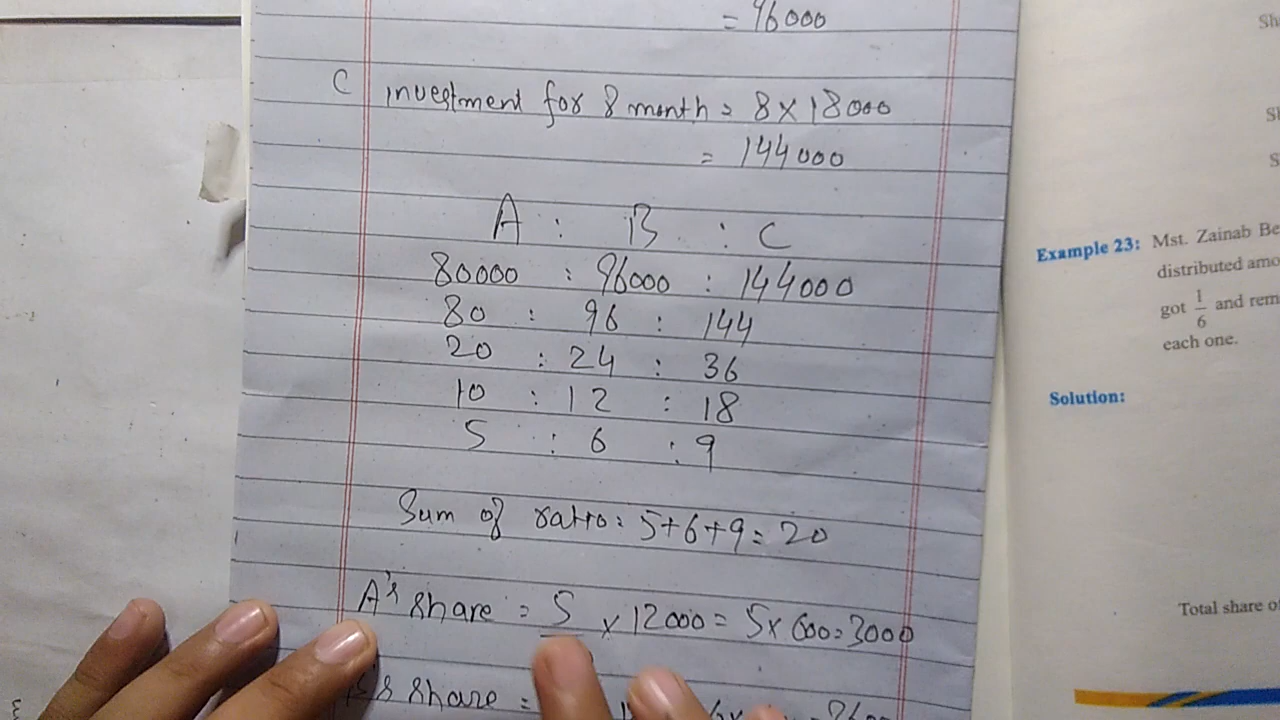 = 96000
C investment for 8 month = 8 × 18000
= 144000
A : B : C
80000 : 96000 : 144000
80 : 96 : 144
20 : 24 : 36
10 : 12 : 18
5 : 6 : 9
Sum of ratio = 5+6+9 = 20
A's share = 5 × 12000 = 5 × 600 = 3000
's share =
Example 23: Mst. Zainab Be
distributed amo
got 1/6 and rem
each one.
Solution:
Total share o